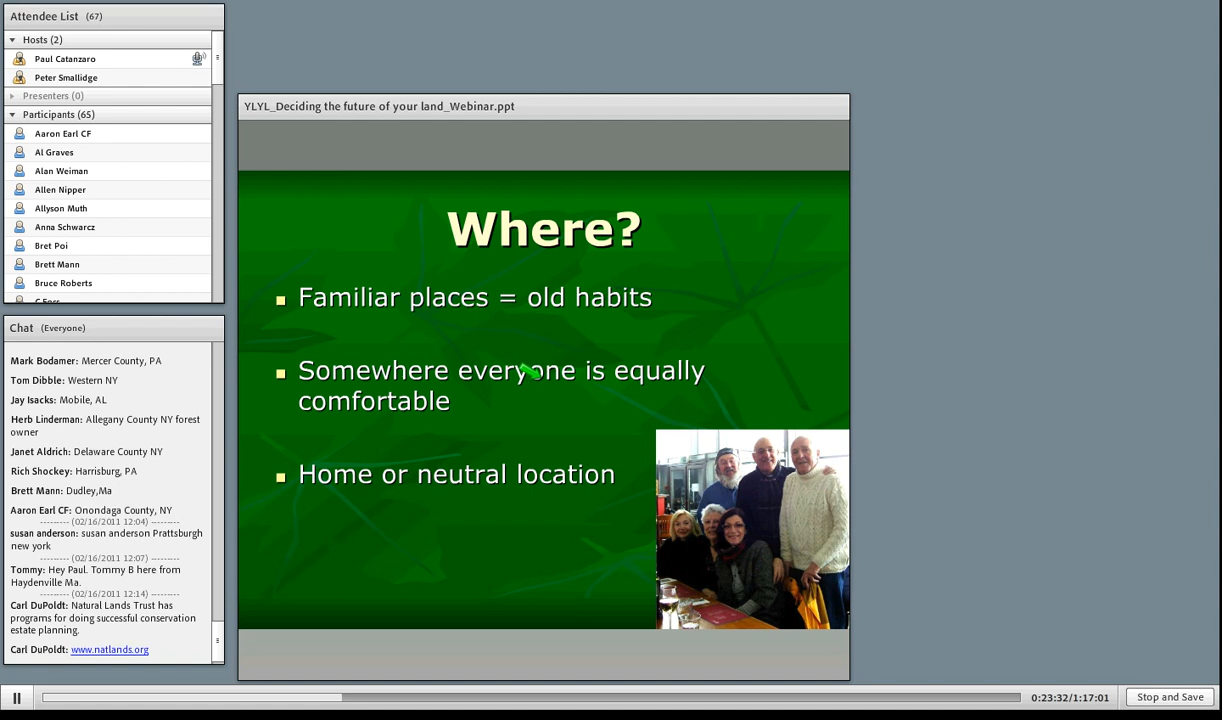 Attendee List (67)
Hosts (2)
Paul Catanzaro
Peter Smallidge
Presenters (0)
Participants (65)
Aaron Earl CF
Al Graves
Alan Weiman
Allen Nipper
Allyson Muth
Anna Schwarcz
Bret Poi
Brett Mann
Bruce Roberts
Chat (Everyone)
Mark Bodamer: Mercer County, PA
Tom Dibble: Western NY
Jay Isacks: Mobile, AL
Herb Linderman: Allegany County NY forest
owner
Janet Aldrich: Delaware County NY
Rich Shockey: Harrisburg, PA
Brett Mann: Dudley,Ma
Aaron Earl CF: Onondaga County, NY
--------- (02/16/2011 12:04) ---------
susan anderson: susan anderson Prattsburgh
new york
--------- (02/16/2011 12:07) ---------
Tommy: Hey Paul. Tommy B here from
Haydenville Ma.
--------- (02/16/2011 12:14) ---------
Carl DuPoldt: Natural Lands Trust has
programs for doing successful conservation
estate planning.
Carl DuPoldt: www.natlands.org
YLYL_Deciding the future of your land_Webinar.ppt
Where?
Familiar places = old habits
Somewhere everyone is equally
comfortable
Home or neutral location
0:23:32/1:17:01
Stop and Save